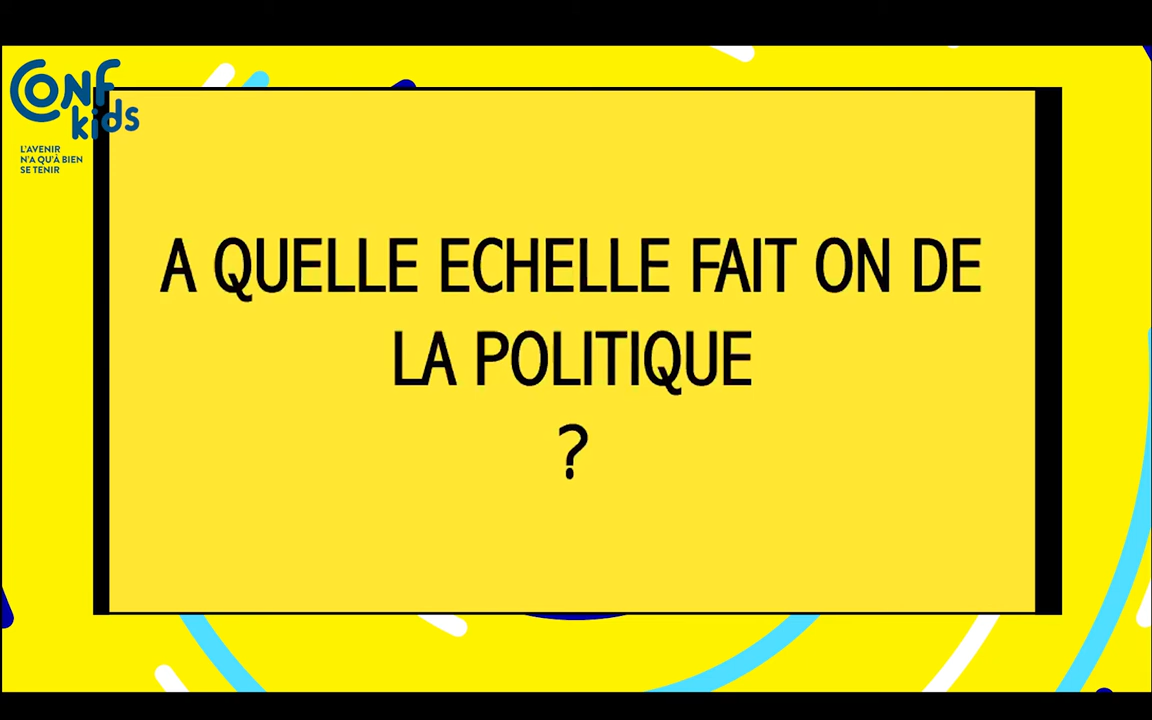 CONF
kids
L'AVENIR
N'A QU'À BIEN
SE TENIR
A QUELLE ECHELLE FAIT ON DE
LA POLITIQUE
?